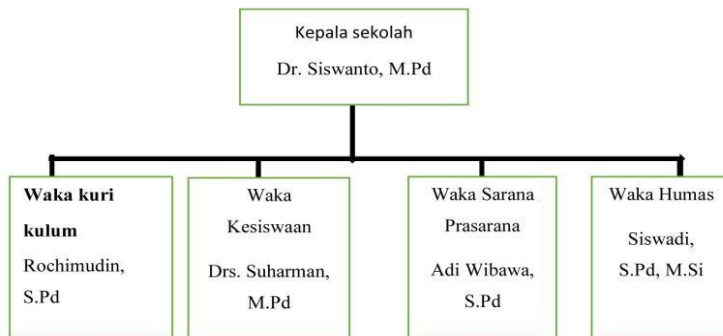 Kepala sekolah
Dr. Siswanto, M.Pd
Waka kuri
kulum
Rochimudin,
S.Pd
Waka
Kesiswaan
Drs. Suharman,
M.Pd
Waka Sarana
Prasarana
Adi Wibawa,
S.Pd
Waka Humas
Siswadi,
S.Pd, M.Si